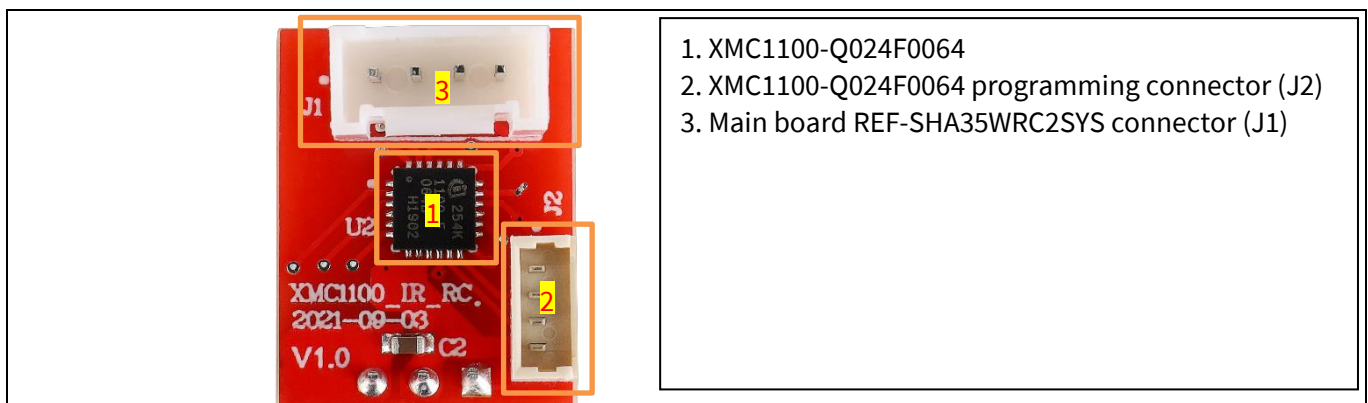 3
J1
1
254K
H1902
U2
J2
2
XMC1100_IR_RC.
2021-09-03
V1.0
C2
1. XMC1100-Q024F0064
2. XMC1100-Q024F0064 programming connector (J2)
3. Main board REF-SHA35WRC2SYS connector (J1)